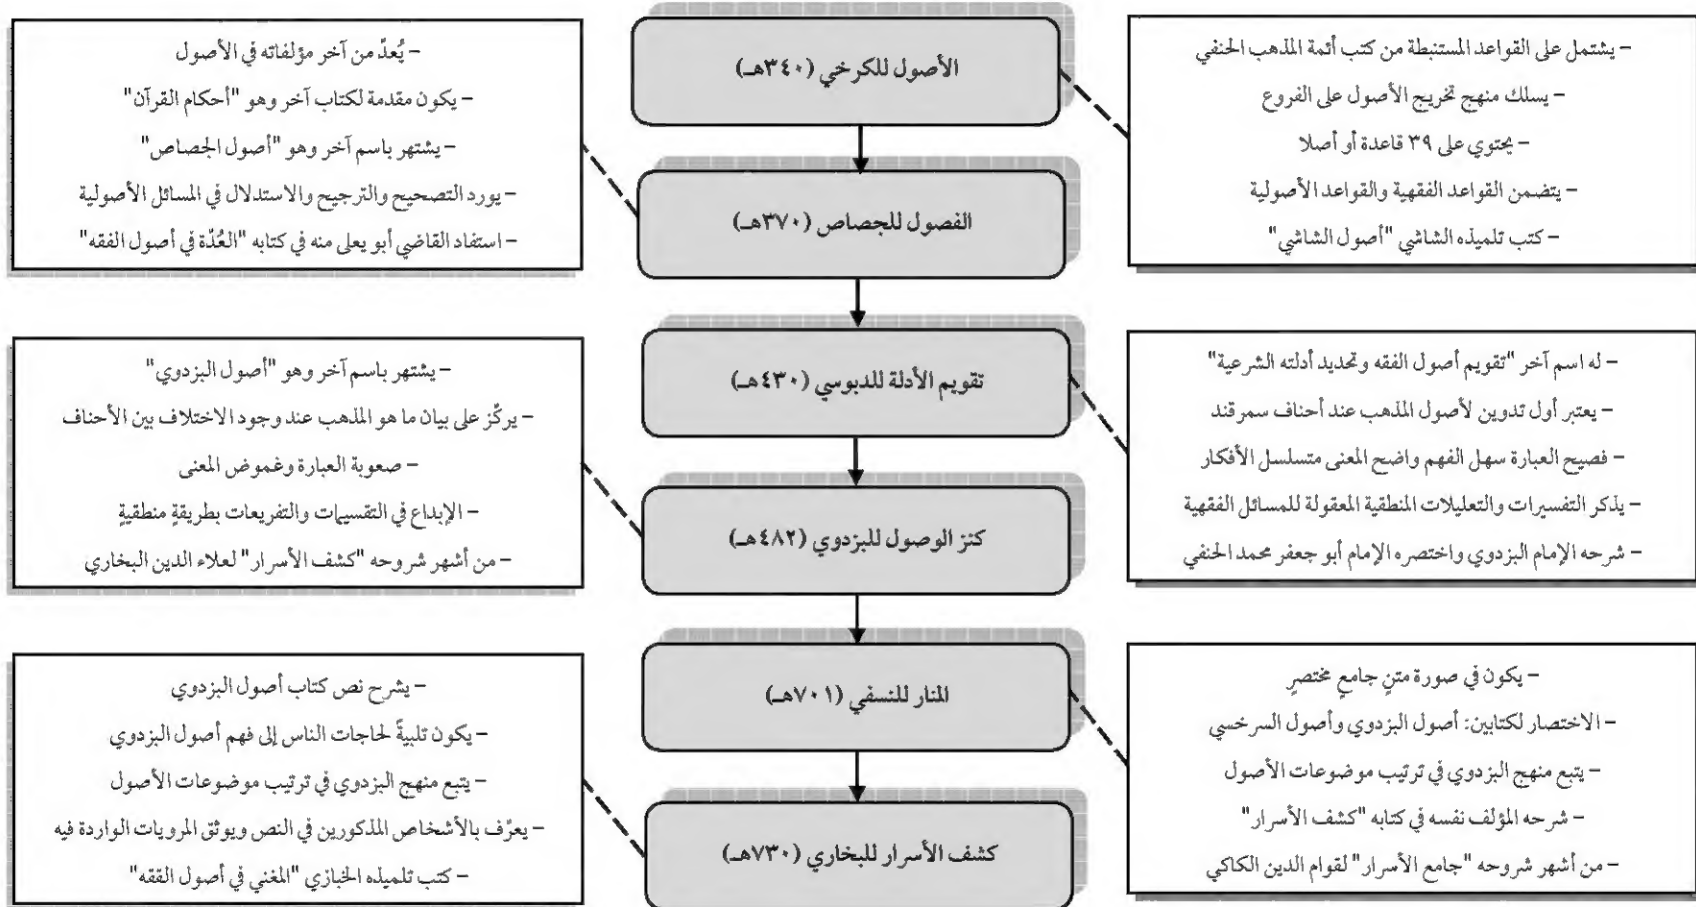 الأصول للكرخي (٣٤٠هـ)
– يشتمل على القواعد المستنبطة من كتب أئمة المذهب الحنفي
– يسلك منهج تخريج الأصول على الفروع
– يحتوي على ٣٩ قاعدة أو أصلا
– يتضمن القواعد الفقهية والقواعد الأصولية
– كتب تلميذه الشاشي "أصول الشاشي"
الفصول للجصاص (٣٧٠هـ)
– يُعدّ من آخر مؤلفاته في الأصول
– يكون مقدمة لكتاب آخر وهو "أحكام القرآن"
– يشتهر باسم آخر وهو "أصول الجصاص"
– يورد التصحيح والترجيح والاستدلال في المسائل الأصولية
– استفاد القاضي أبو يعلى منه في كتابه "العُدّة في أصول الفقه"
تقويم الأدلة للدبوسي (٤٣٠هـ)
– له اسم آخر "تقويم أصول الفقه وتحديد أدلته الشرعية"
– يعتبر أول تدوين لأصول المذهب عند أحناف سمرقند
– فصيح العبارة سهل الفهم واضح المعنى متسلسل الأفكار
– يذكر التفسيرات والتعليلات المنطقية المعقولة للمسائل الفقهية
– شرحه الإمام البزدوي واختصره الإمام أبو جعفر محمد الحنفي
كنز الوصول للبزدوي (٤٨٢هـ)
– يشتهر باسم آخر وهو "أصول البزدوي"
– يركّز على بيان ما هو المذهب عند وجود الاختلاف بين الأحناف
– صعوبة العبارة وغموض المعنى
– الإبداع في التقسيمات والتفريعات بطريقةٍ منطقيةٍ
– من أشهر شروحه "كشف الأسرار" لعلاء الدين البخاري
المنار للنسفي (٧٠١هـ)
– يكون في صورة متنٍ جامعٍ مختصرٍ
– الاختصار لكتابين: أصول البزدوي وأصول السرخسي
– يتبع منهج البزدوي في ترتيب موضوعات الأصول
– شرحه المؤلف نفسه في كتابه "كشف الأسرار"
– من أشهر شروحه "جامع الأسرار" لقوام الدين الكاكي
كشف الأسرار للبخاري (٧٣٠هـ)
– يشرح نص كتاب أصول البزدوي
– يكون تلبيةً لحاجات الناس إلى فهم أصول البزدوي
– يتبع منهج البزدوي في ترتيب موضوعات الأصول
– يعرّف بالأشخاص المذكورين في النص ويوثق المرويات الواردة فيه
– كتب تلميذه الخبازي "المغني في أصول الفقه"